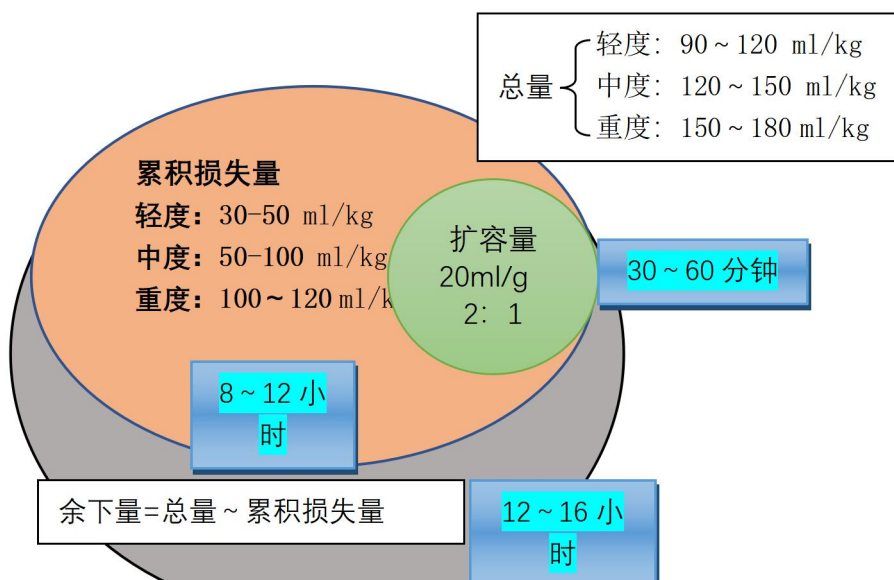 总量
轻度: 90～120 ml/kg
中度: 120～150 ml/kg
重度: 150～180 ml/kg
累积损失量
轻度：30-50 ml/kg
中度：50-100 ml/kg
重度：100～120 ml/k
扩容量
20ml/g
2：1
30～60 分钟
8～12 小
时
余下量=总量～累积损失量
12～16 小
时